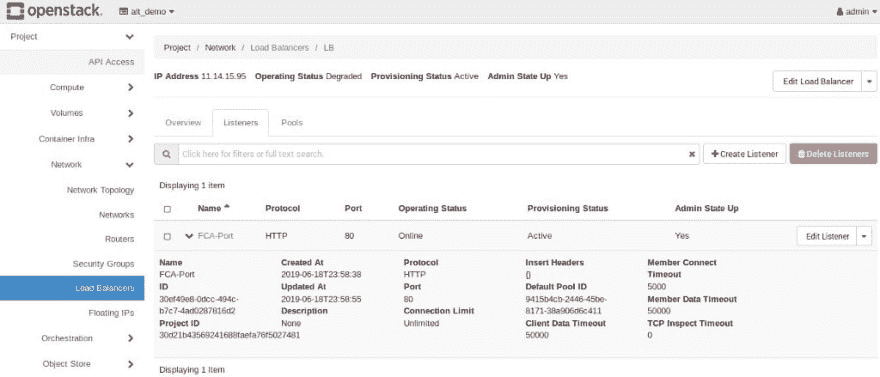 openstack. ait_demo admin
Project
API Access
Compute
Volumes
Container Infra
Network
Network Topology
Networks
Routers
Security Groups
Load Balancers
Floating IPs
Orchestration
Object Store
Project / Network / Load Balancers / LB
IP Address 11.14.15.95 Operating Status Degraded Provisioning Status Active Admin State Up Yes
Edit Load Balancer
Overview Listeners Pools
Click here for filters or full text search. × +Create Listener Delete Listeners
Displaying 1 item
Name Protocol Port Operating Status Provisioning Status Admin State Up
FCA-Port HTTP 80 Online Active Yes Edit Listener
Name
FCA-Port
ID
30ef49e8-0dcc-494c-
b7c7-4ad0287816d2
Project ID
30d21b43569241688faefa76f5027481
Created At
2019-06-18T23:58:38
Updated At
2019-06-18T23:58:55
Description
None
Protocol
HTTP
Port
80
Connection Limit
Unlimited
Insert Headers
{}
Default Pool ID
9415b4cb-2446-45be-
8171-38a906d6c411
Client Data Timeout
50000
Member Connect
Timeout
5000
Member Data Timeout
50000
TCP Inspect Timeout
0
Displaying 1 item